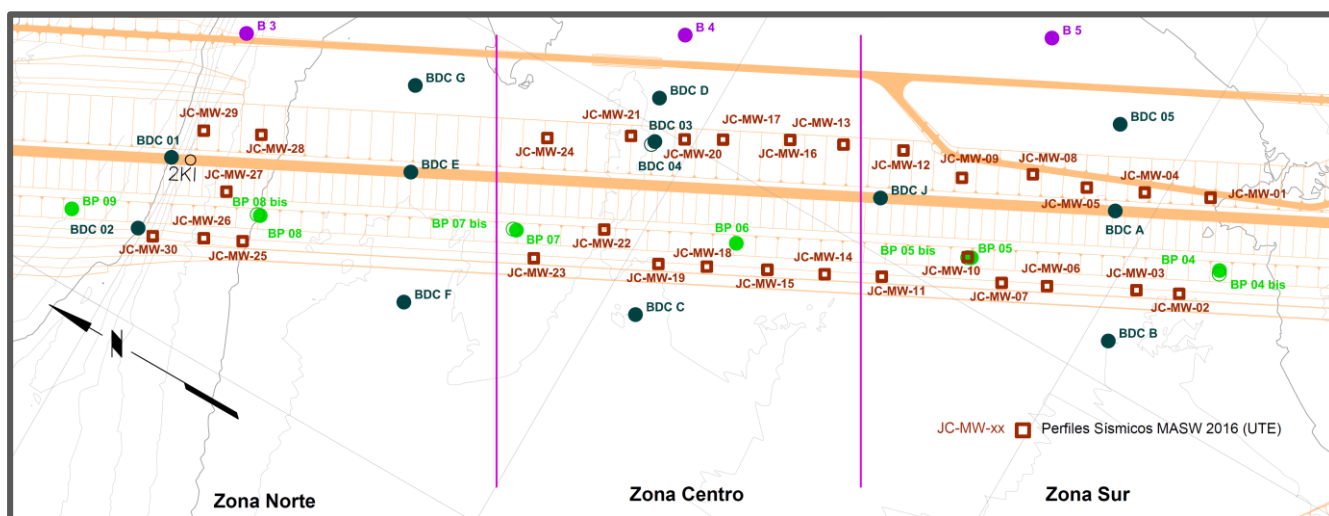 B 3
B 4
B 5
BDC G
BDC D
BDC 05
JC-MW-29
JC-MW-21
JC-MW-17
JC-MW-13
BDC 01
BDC 03
JC-MW-28
JC-MW-24
BDC 04
JC-MW-20
JC-MW-16
JC-MW-12
JC-MW-09
JC-MW-08
2KI
JC-MW-27
BDC E
BDC J
JC-MW-05
JC-MW-04
JC-MW-01
BP 09
BP 08 bis
BDC 02
JC-MW-26
BP 08
BP 07 bis
BP 07
JC-MW-22
BP 06
BDC A
JC-MW-30
JC-MW-25
JC-MW-23
JC-MW-19
JC-MW-18
JC-MW-15
JC-MW-14
BP 05 bis
BP 05
JC-MW-10
JC-MW-11
JC-MW-07
JC-MW-06
JC-MW-03
JC-MW-02
BP 04
BP 04 bis
BDC F
BDC C
BDC B
N
JC-MW-xx Perfiles Sísmicos MASW 2016 (UTE)
Zona Norte
Zona Centro
Zona Sur